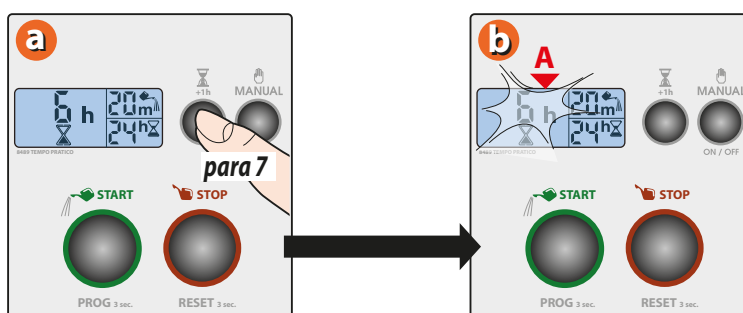 a
+1h
MANUAL
6 h 20m
24h
8485 TEMPO PRATICO
para 7
START STOP
PROG 3 sec. RESET 3 sec.
b
A
+1h
MANUAL
6 h 20m
24h
ON / OFF
START STOP
PROG 3 sec. RESET 3 sec.